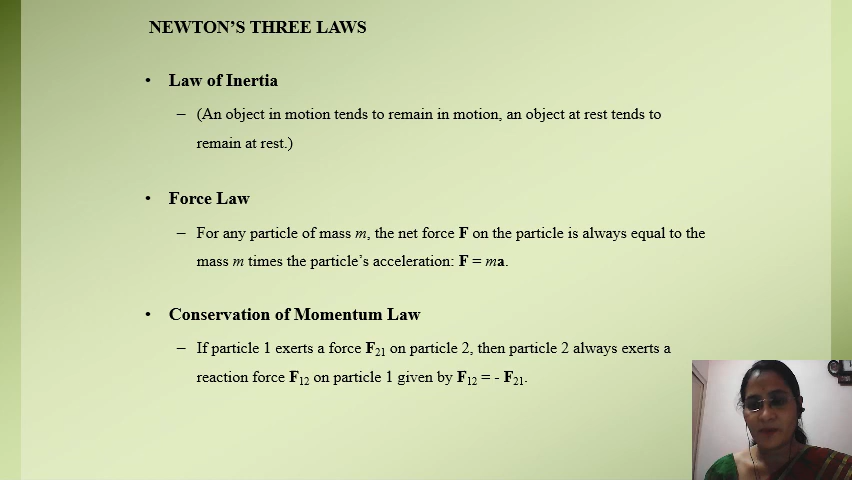 NEWTON’S THREE LAWS
• Law of Inertia
– (An object in motion tends to remain in motion, an object at rest tends to
remain at rest.)
• Force Law
– For any particle of mass m, the net force F on the particle is always equal to the
mass m times the particle’s acceleration: F = ma.
• Conservation of Momentum Law
– If particle 1 exerts a force F21 on particle 2, then particle 2 always exerts a
reaction force F12 on particle 1 given by F12 = - F21.